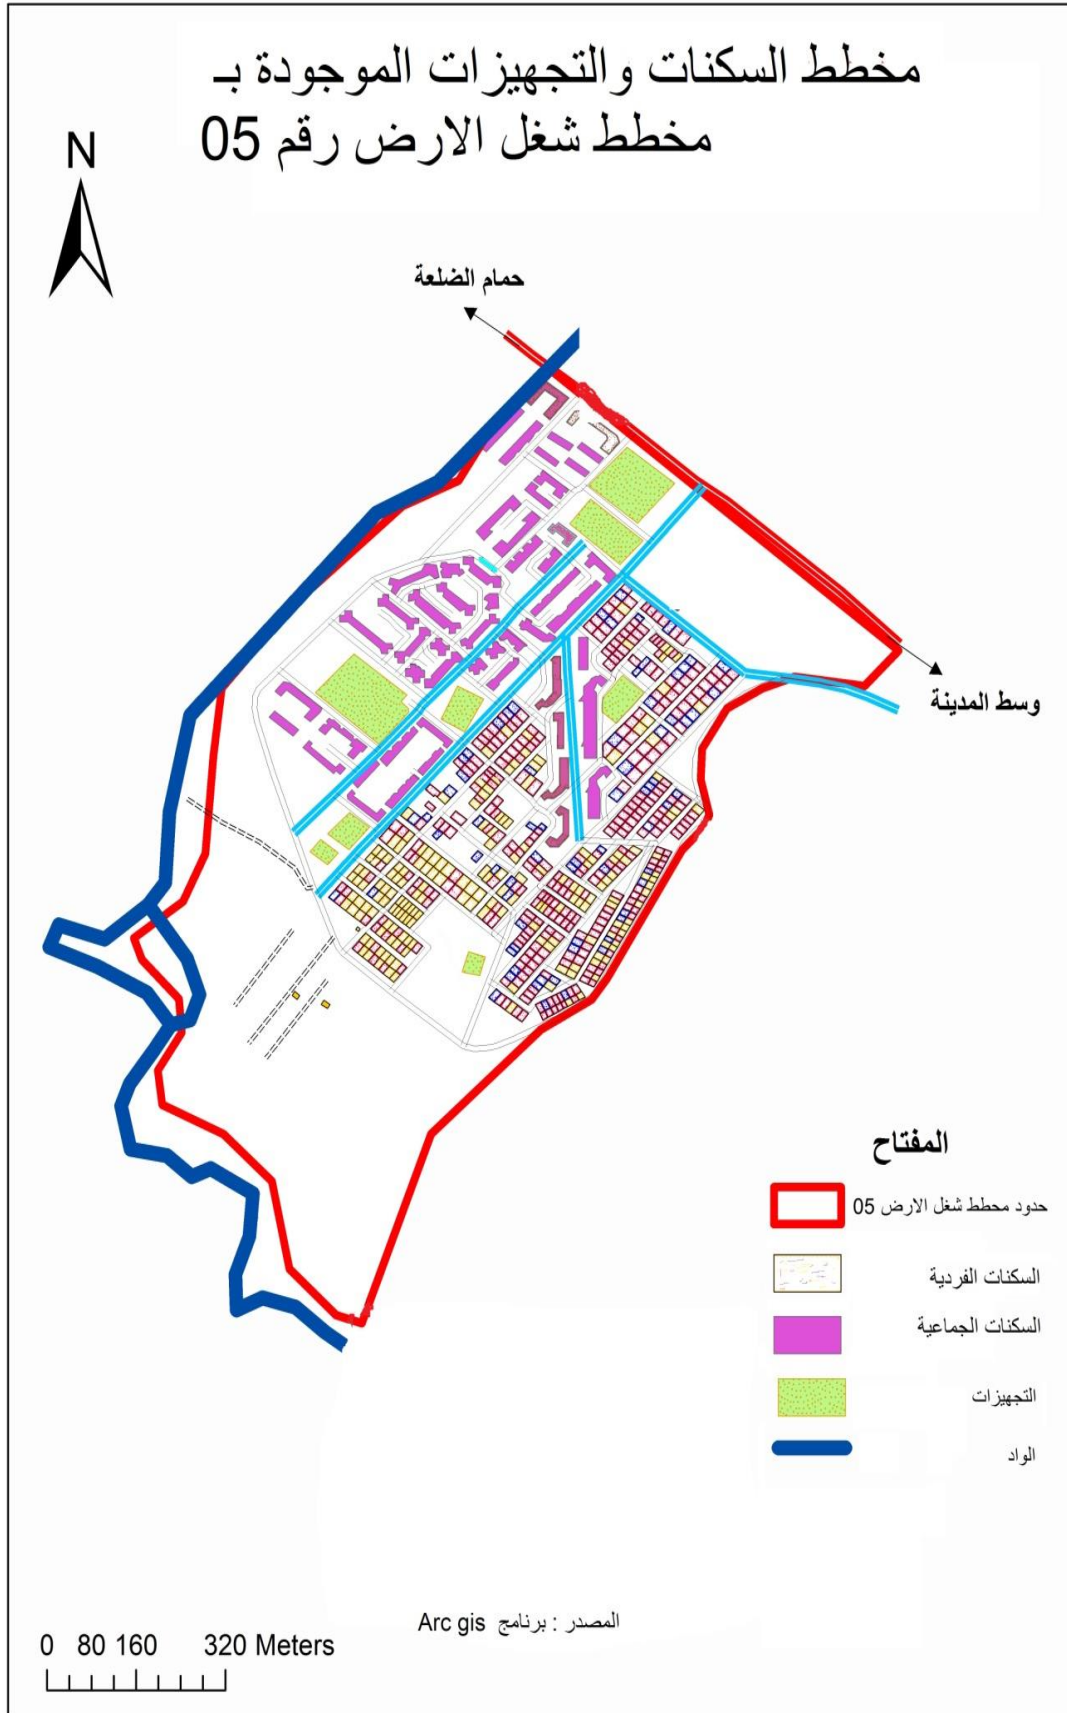 مخطط السكنات والتجهيزات الموجودة بـ
مخطط شغل الارض رقم 05
N
حمام الضلعة
وسط المدينة
المفتاح
حدود محطط شغل الارض 05
السكنات الفردية
السكنات الجماعية
التجهيزات
الواد
المصدر : برنامج Arc gis
0 80 160 320 Meters